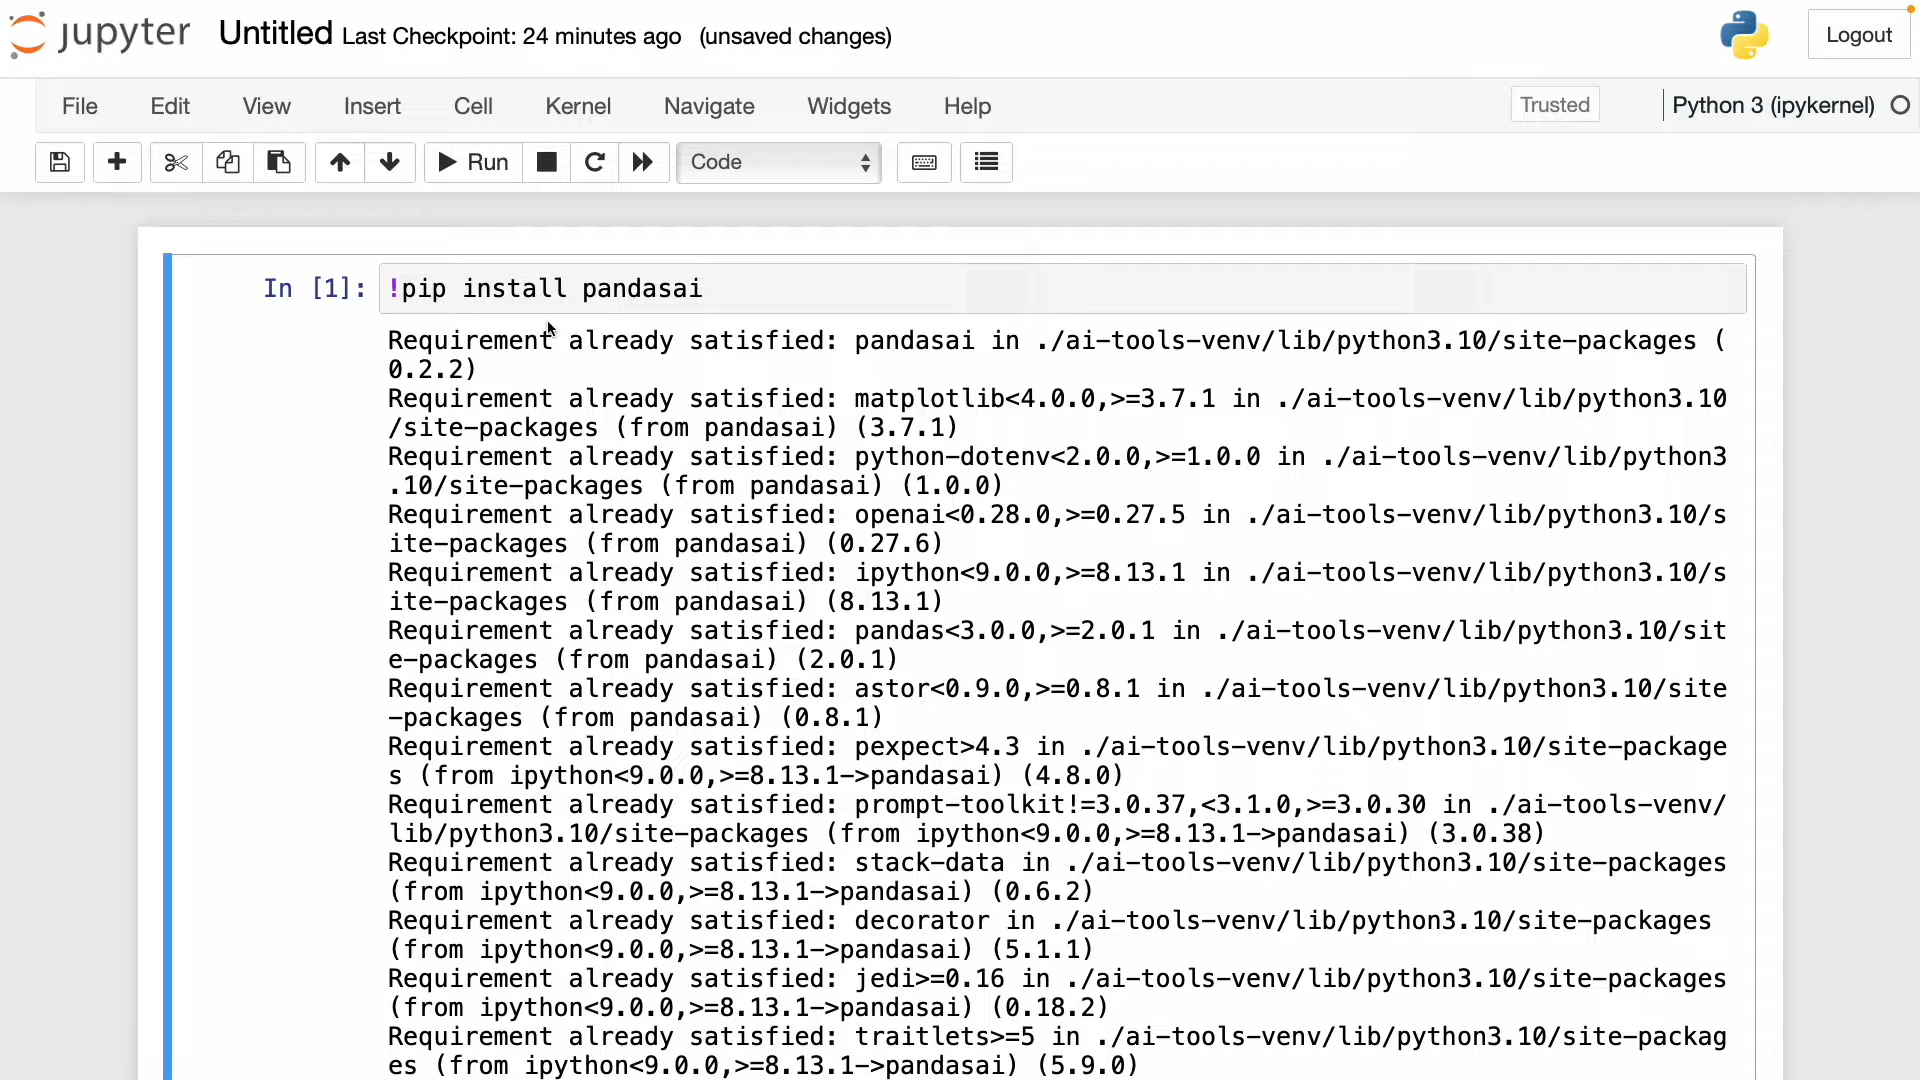 jupyter Untitled Last Checkpoint: 24 minutes ago (unsaved changes) Logout
File Edit View Insert Cell Kernel Navigate Widgets Help Trusted Python 3 (ipykernel)
Run Code
In [1]: !pip install pandasai
Requirement already satisfied: pandasai in ./ai-tools-venv/lib/python3.10/site-packages (
0.2.2)
Requirement already satisfied: matplotlib<4.0.0,>=3.7.1 in ./ai-tools-venv/lib/python3.10
/site-packages (from pandasai) (3.7.1)
Requirement already satisfied: python-dotenv<2.0.0,>=1.0.0 in ./ai-tools-venv/lib/python3
.10/site-packages (from pandasai) (1.0.0)
Requirement already satisfied: openai<0.28.0,>=0.27.5 in ./ai-tools-venv/lib/python3.10/s
ite-packages (from pandasai) (0.27.6)
Requirement already satisfied: ipython<9.0.0,>=8.13.1 in ./ai-tools-venv/lib/python3.10/s
ite-packages (from pandasai) (8.13.1)
Requirement already satisfied: pandas<3.0.0,>=2.0.1 in ./ai-tools-venv/lib/python3.10/sit
e-packages (from pandasai) (2.0.1)
Requirement already satisfied: astor<0.9.0,>=0.8.1 in ./ai-tools-venv/lib/python3.10/site
-packages (from pandasai) (0.8.1)
Requirement already satisfied: pexpect>4.3 in ./ai-tools-venv/lib/python3.10/site-package
s (from ipython<9.0.0,>=8.13.1->pandasai) (4.8.0)
Requirement already satisfied: prompt-toolkit!=3.0.37,<3.1.0,>=3.0.30 in ./ai-tools-venv/
lib/python3.10/site-packages (from ipython<9.0.0,>=8.13.1->pandasai) (3.0.38)
Requirement already satisfied: stack-data in ./ai-tools-venv/lib/python3.10/site-packages
(from ipython<9.0.0,>=8.13.1->pandasai) (0.6.2)
Requirement already satisfied: decorator in ./ai-tools-venv/lib/python3.10/site-packages
(from ipython<9.0.0,>=8.13.1->pandasai) (5.1.1)
Requirement already satisfied: jedi>=0.16 in ./ai-tools-venv/lib/python3.10/site-packages
(from ipython<9.0.0,>=8.13.1->pandasai) (0.18.2)
Requirement already satisfied: traitlets>=5 in ./ai-tools-venv/lib/python3.10/site-packag
es (from ipython<9.0.0,>=8.13.1->pandasai) (5.9.0)